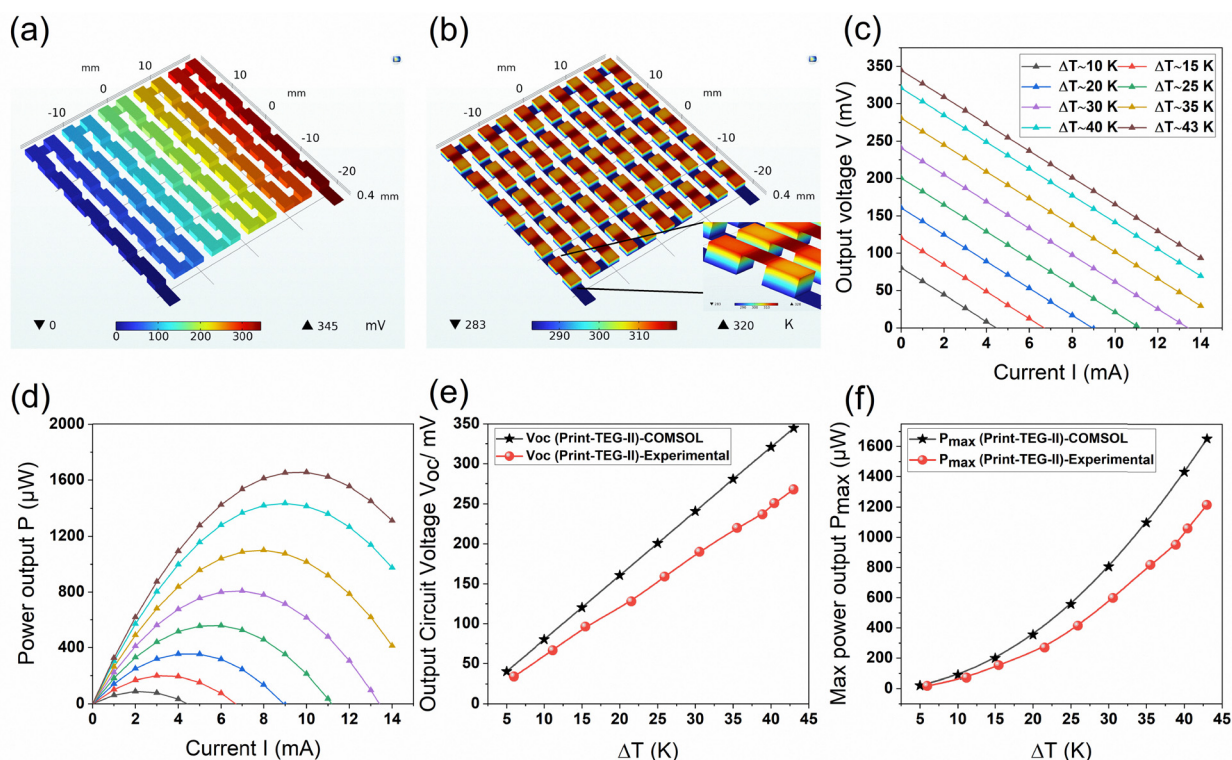 (a)
mm
10
0
-10
10
mm
0
-10
-20
0.4 mm
▼ 0
0 100 200 300
▲ 345 mV
(b)
mm
10
0
-10
10
mm
0
-10
-20
0.4 mm
▼ 283
290 300 310
▲ 320 K
(c)
Output voltage V (mV)
350
300
250
200
150
100
50
0
ΔT~10 K ΔT~15 K
ΔT~20 K ΔT~25 K
ΔT~30 K ΔT~35 K
ΔT~40 K ΔT~43 K
0 2 4 6 8 10 12 14
Current I (mA)
(d)
Power output P (μW)
2000
1600
1200
800
400
0
0 2 4 6 8 10 12 14
Current I (mA)
(e)
Output Circuit Voltage Voc/ mV
350
300
250
200
150
100
50
0
Voc (Print-TEG-II)-COMSOL
Voc (Print-TEG-II)-Experimental
5 10 15 20 25 30 35 40 45
ΔT (K)
(f)
Max power output Pmax (μW)
1600
1400
1200
1000
800
600
400
200
0
Pmax (Print-TEG-II)-COMSOL
Pmax (Print-TEG-II)-Experimental
5 10 15 20 25 30 35 40 45
ΔT (K)